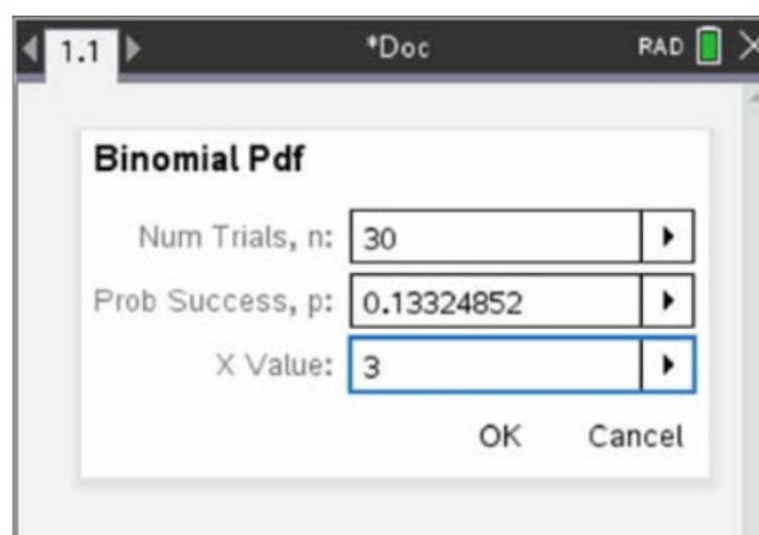 1.1 *Doc RAD
Binomial Pdf
Num Trials, n: 30
Prob Success, p: 0.13324852
X Value: 3
OK Cancel